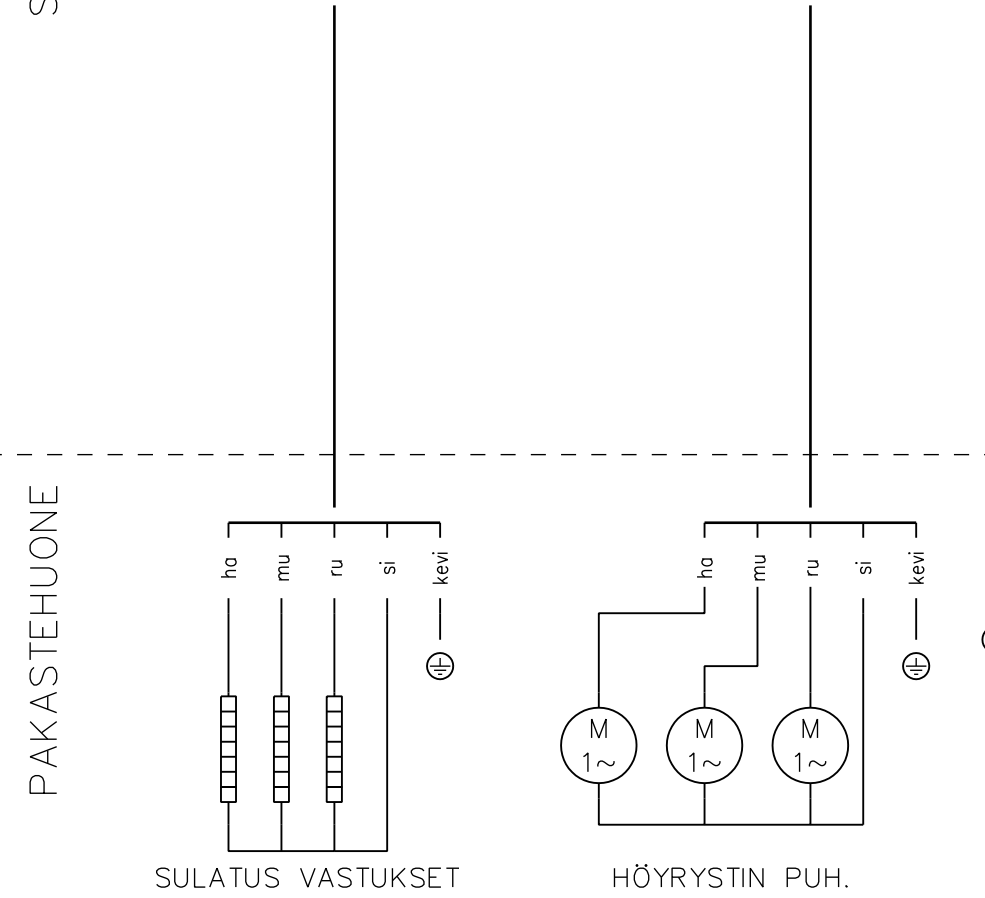 S
PAKASTEHUONE
ha mu ru si kevi
ha mu ru si kevi
M
1~
M
1~
M
1~
SULATUS VASTUKSET
HÖYRYSTIN PUH.